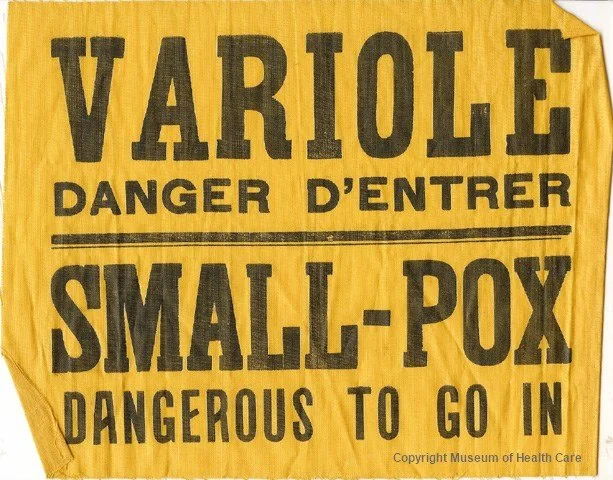 VARIOLE
DANGER D'ENTRER
SMALL-POX
DANGEROUS TO GO IN
Copyright Museum of Health Care